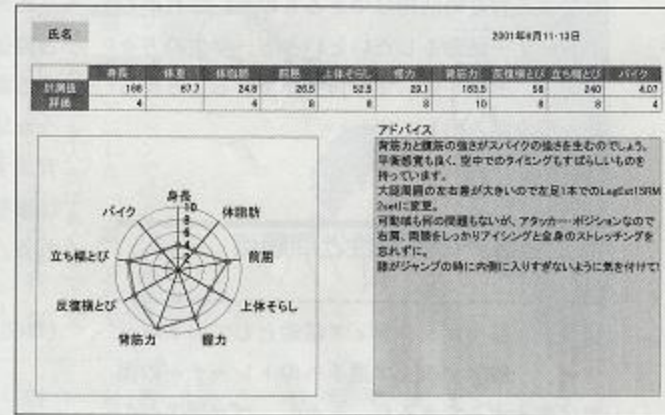 氏名
2001年6月11-13日
身長 体重 体脂肪 前屈 上体そらし 握力 背筋力 反復横とび 立ち幅とび バイク
計測値 166 67.7 24.8 26.5 52.5 29.1 163.5 56 240 4.07
評価 4 4 8 6 8 10 8 8 4
身長
バイク
体脂肪
立ち幅とび
前屈
反復横とび
上体そらし
背筋力
握力
10
8
6
4
2
アドバイス
背筋力と腹筋の強さがスパイクの強さを生むのでしょう。
平衡感覚も良く、空中でのタイミングもすばらしいものを
持っています。
大腿周囲の左右差が大きいので左足1本でのLegExt15RM
2setに変更。
可動域も何の問題もないが、アタッカー…ポジションなので
右肩、両膝をしっかりアイシングと全身のストレッチングを
忘れずに。
膝がジャンプの時に内側に入りすぎないように気を付けて!